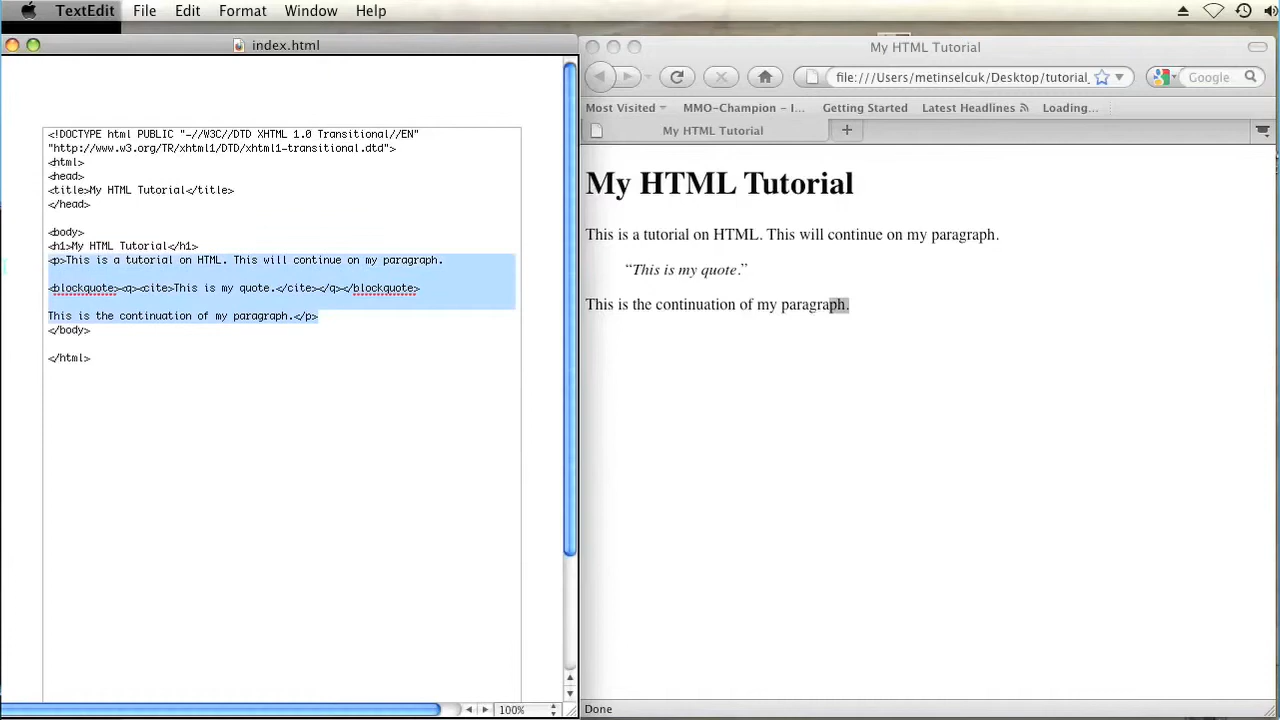 TextEdit File Edit Format Window Help
index.html
<!DOCTYPE html PUBLIC "-//W3C//DTD XHTML 1.0 Transitional//EN"
"http://www.w3.org/TR/xhtml1/DTD/xhtml1-transitional.dtd">
<html>
<head>
<title>My HTML Tutorial</title>
</head>
<body>
<h1>My HTML Tutorial</h1>
<p>This is a tutorial on HTML. This will continue on my paragraph.
<blockquote><q><cite>This is my quote.</cite></q></blockquote>
This is the continuation of my paragraph.</p>
</body>
</html>
100%
My HTML Tutorial
file:///Users/metinselcuk/Desktop/tutorial_ Google
Most Visited MMO-Champion - I... Getting Started Latest Headlines Loading...
My HTML Tutorial
My HTML Tutorial
This is a tutorial on HTML. This will continue on my paragraph.
“This is my quote.”
This is the continuation of my paragraph.
Done